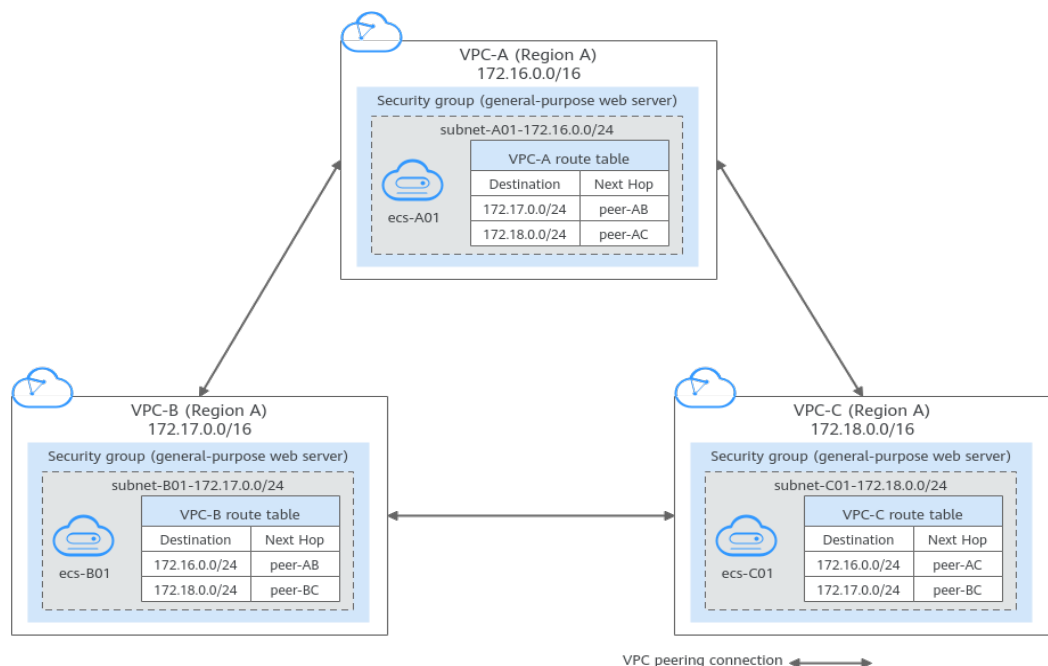 VPC-A (Region A)
172.16.0.0/16
Security group (general-purpose web server)
subnet-A01-172.16.0.0/24
VPC-A route table
Destination Next Hop
172.17.0.0/24 peer-AB
172.18.0.0/24 peer-AC
ecs-A01
VPC-B (Region A)
172.17.0.0/16
Security group (general-purpose web server)
subnet-B01-172.17.0.0/24
VPC-B route table
Destination Next Hop
172.16.0.0/24 peer-AB
172.18.0.0/24 peer-BC
ecs-B01
VPC-C (Region A)
172.18.0.0/16
Security group (general-purpose web server)
subnet-C01-172.18.0.0/24
VPC-C route table
Destination Next Hop
172.16.0.0/24 peer-AC
172.17.0.0/24 peer-BC
ecs-C01
VPC peering connection